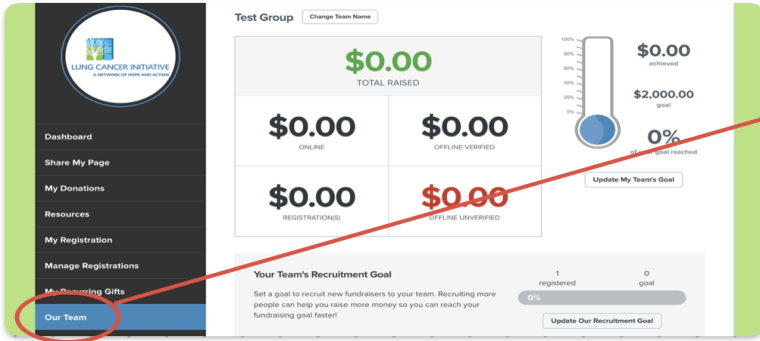 LUNG CANCER INITIATIVE
A NETWORK OF HOPE AND ACTION
Dashboard
Share My Page
My Donations
Resources
My Registration
Manage Registrations
My Recurring Gifts
Our Team
Test Group
Change Team Name
$0.00
TOTAL RAISED
$0.00
ONLINE
$0.00
OFFLINE VERIFIED
$0.00
REGISTRATION(S)
$0.00
OFFLINE UNVERIFIED
100%
80%
60%
40%
20%
$0.00
achieved
$2,000.00
goal
0%
goal reached
Update My Team's Goal
Your Team's Recruitment Goal
Set a goal to recruit new fundraisers to your team. Recruiting more
people can help you raise more money so you can reach your
fundraising goal faster!
1
registered
0
goal
0%
Update Our Recruitment Goal